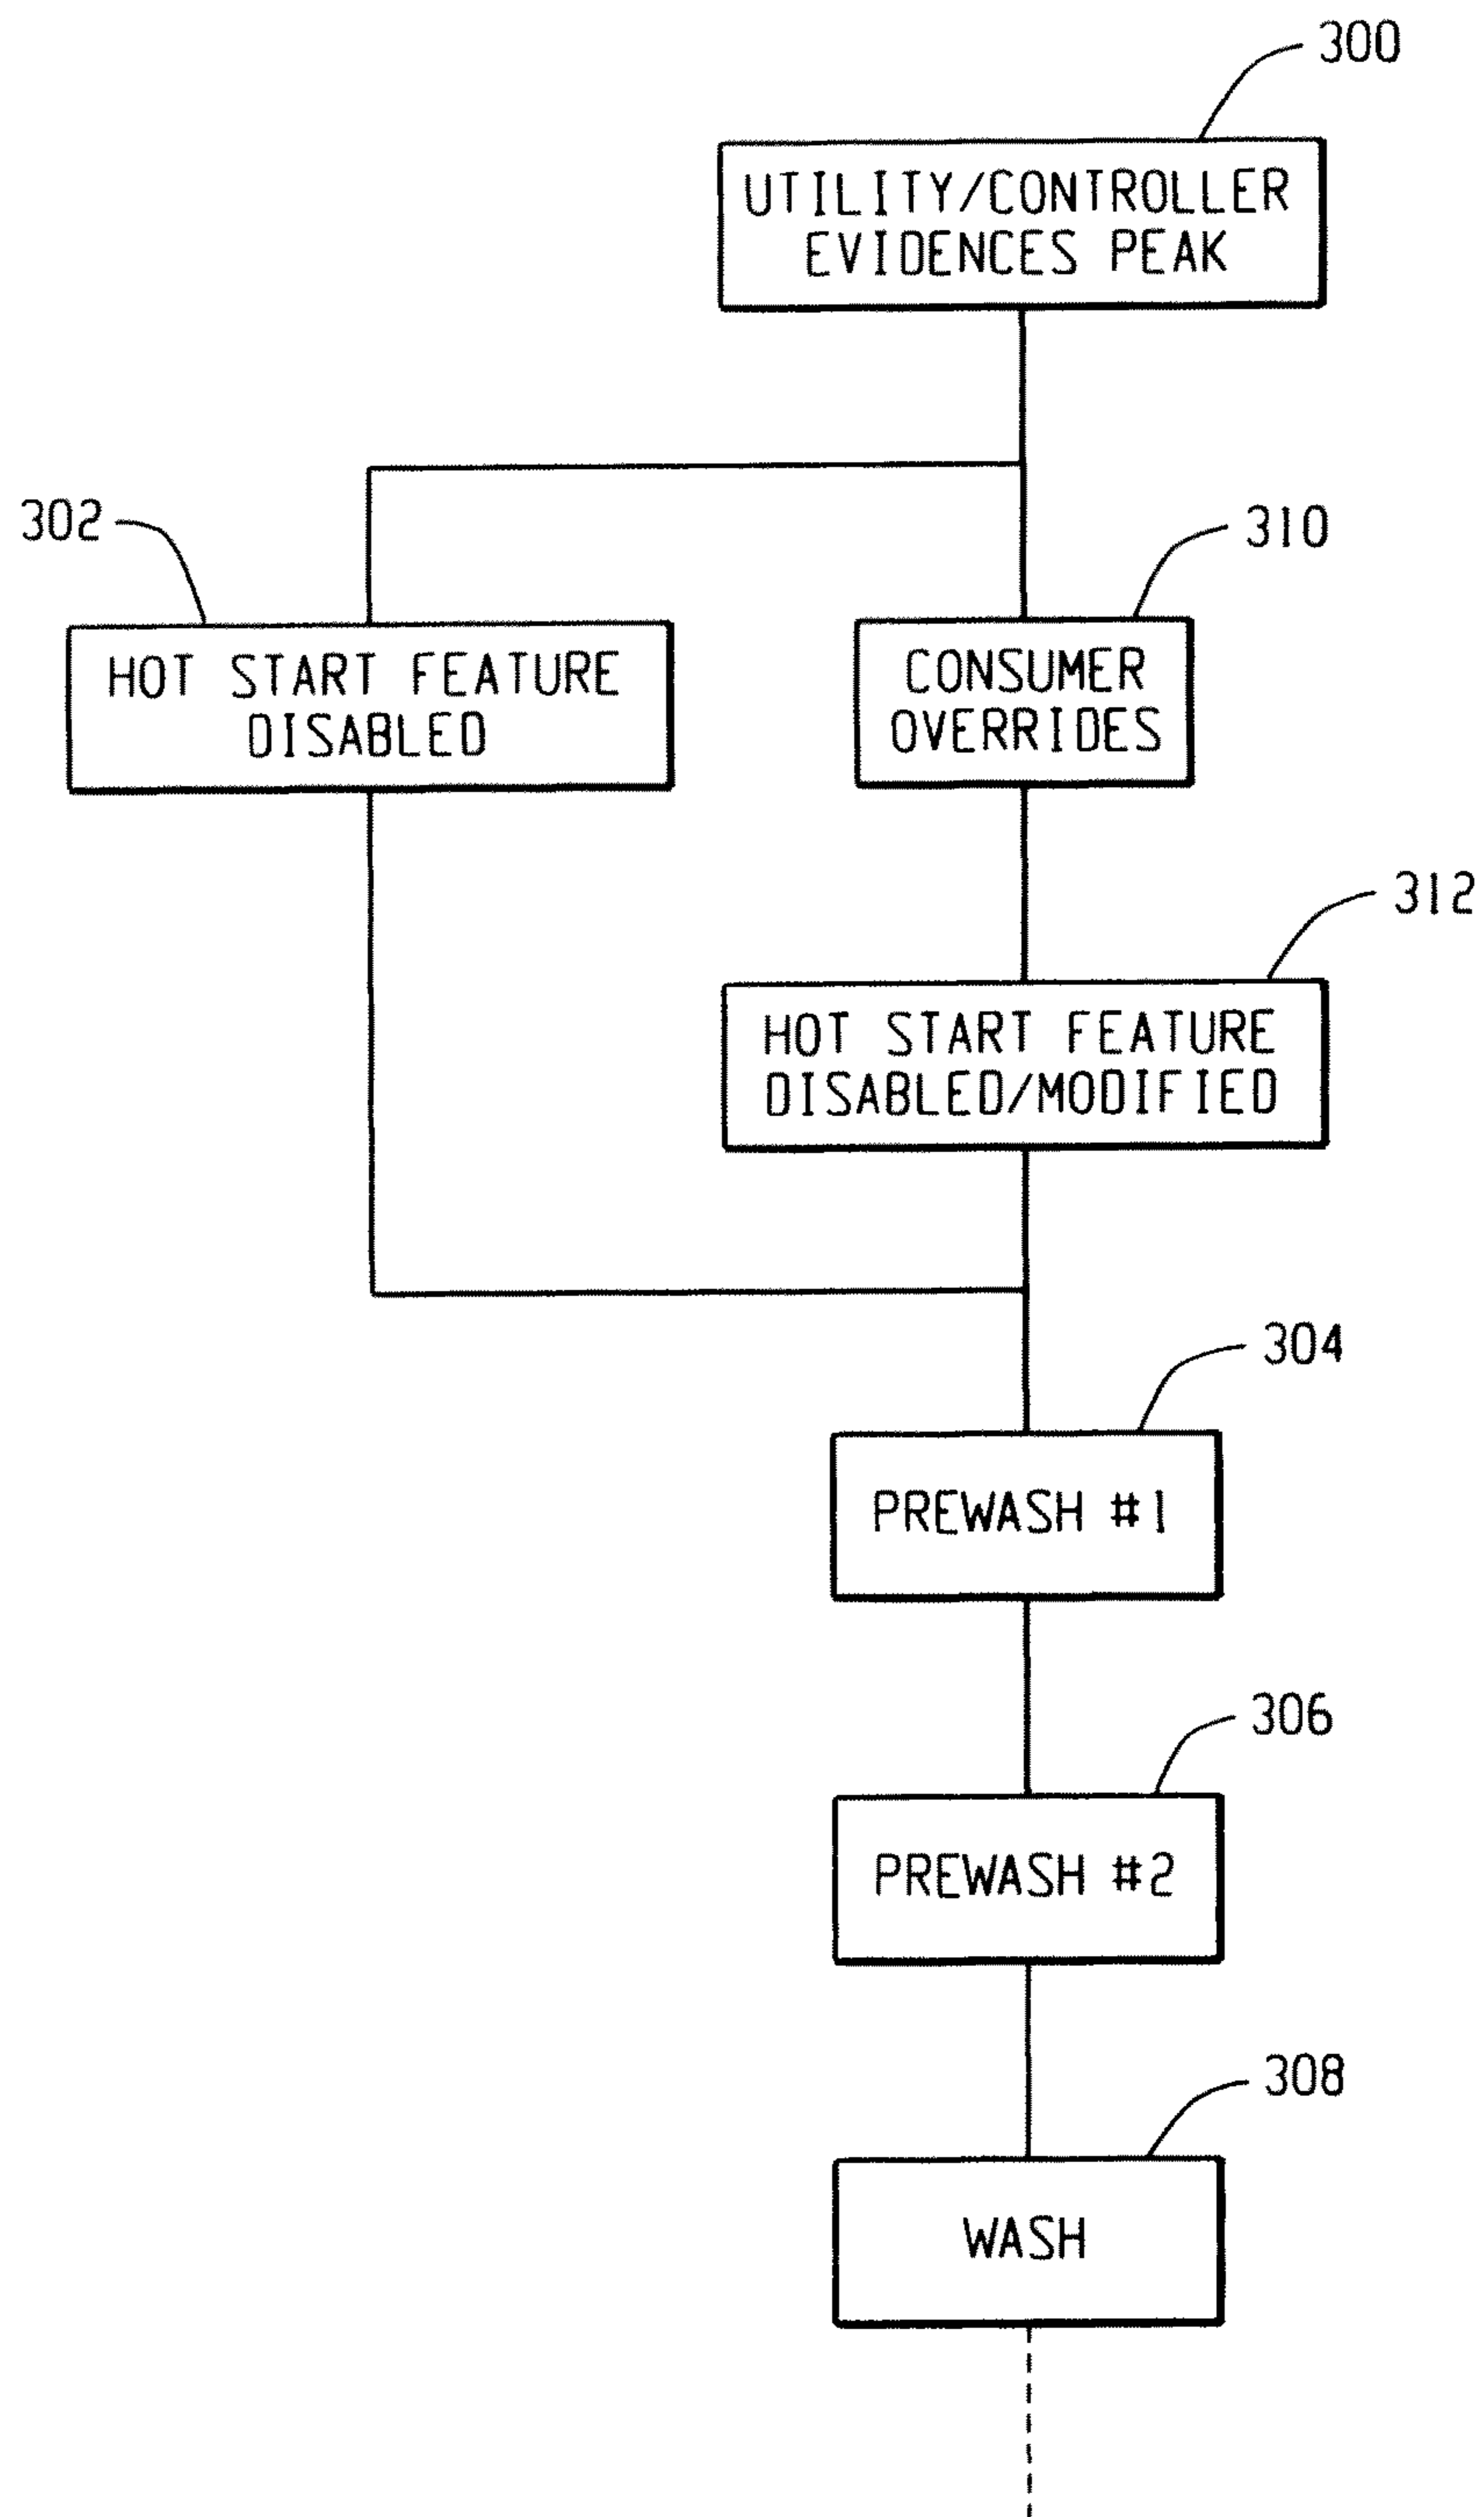 300
UTILITY/CONTROLLER
EVIDENCES PEAK
302
310
HOT START FEATURE
DISABLED
CONSUMER
OVERRIDES
312
HOT START FEATURE
DISABLED/MODIFIED
304
PREWASH #1
306
PREWASH #2
308
WASH